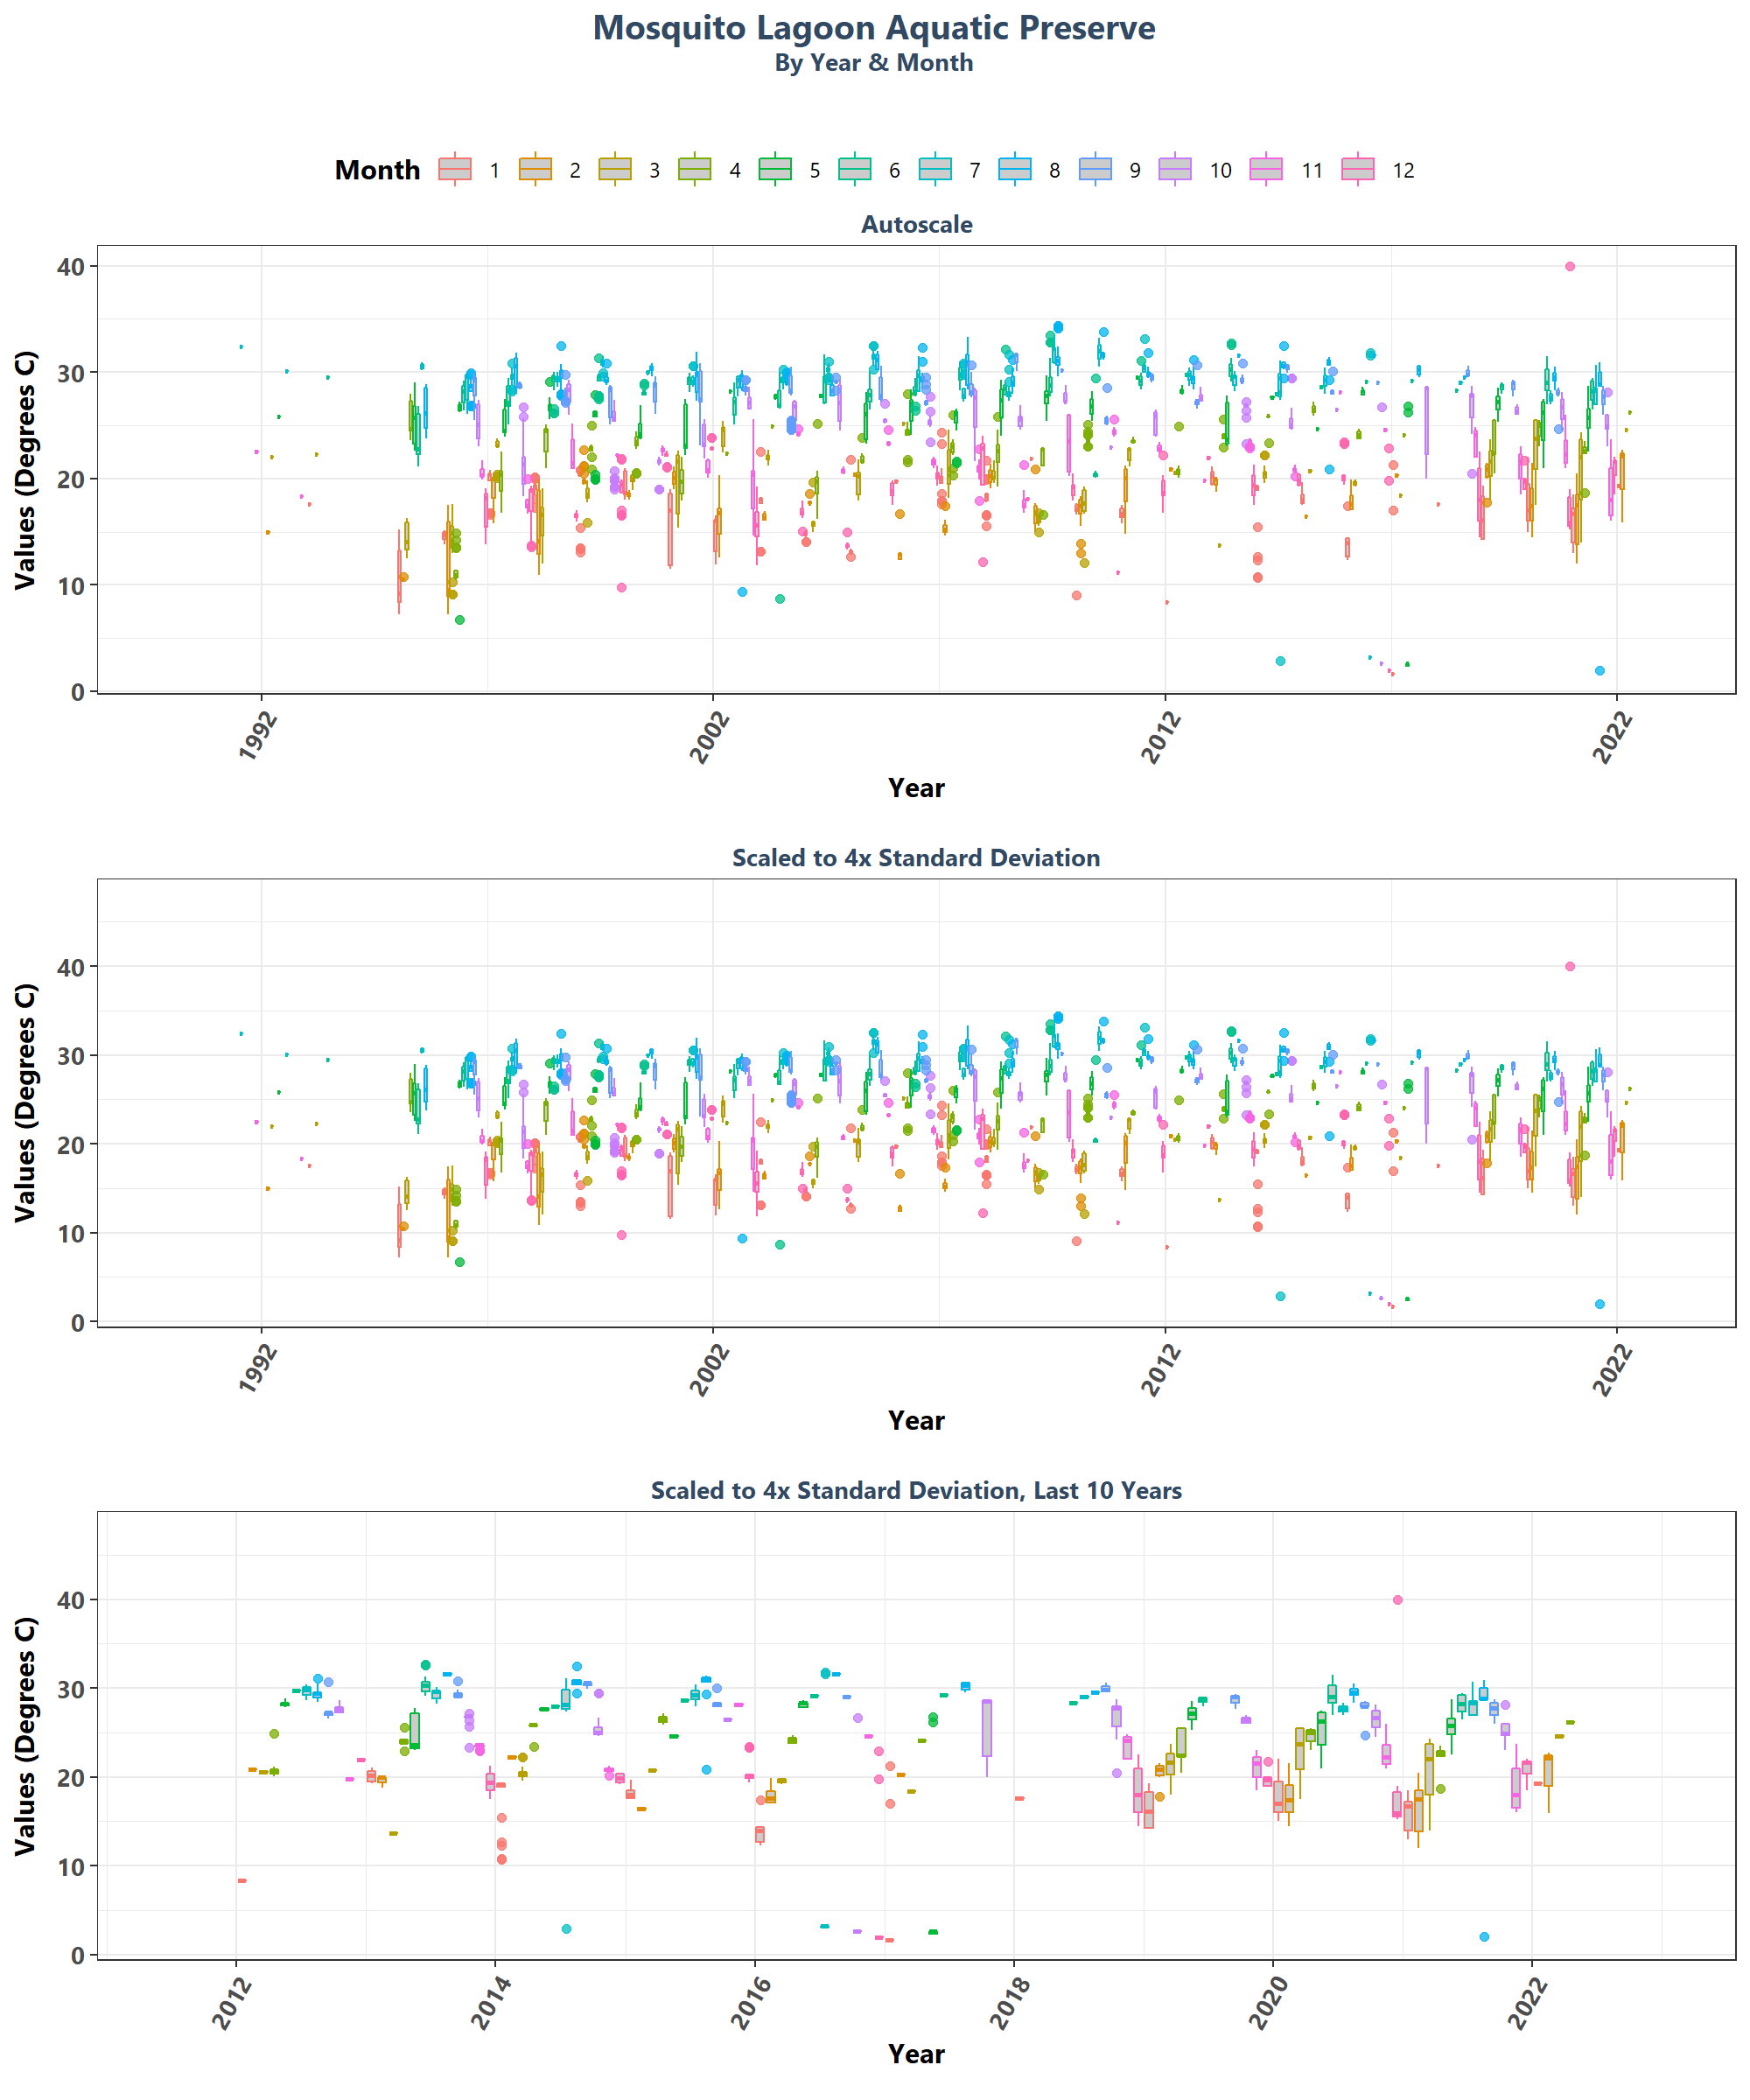 Mosquito Lagoon Aquatic Preserve
By Year & Month
Month 1 2 3 4 5 6 7 8 9 10 11 12
Autoscale
Values (Degrees C)
40
30
20
10
0
1992 2002 2012 2022
Year
Scaled to 4x Standard Deviation
Values (Degrees C)
40
30
20
10
0
1992 2002 2012 2022
Year
Scaled to 4x Standard Deviation, Last 10 Years
Values (Degrees C)
40
30
20
10
0
2012 2014 2016 2018 2020 2022
Year